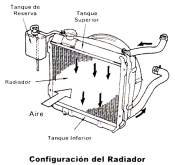 Tanque de
Reserva
Tanque
Superior
Radiador
Aire
Tanque Inferior
Configuración del Radiador